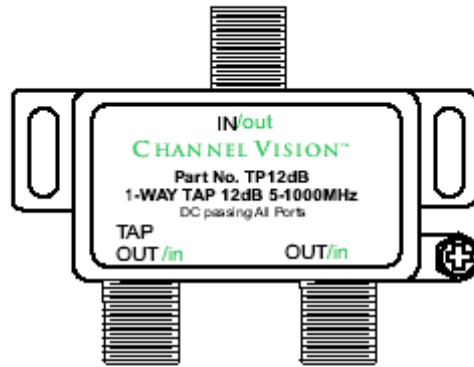 IN/out
CHANNEL VISION™
Part No. TP12dB
1-WAY TAP 12dB 5-1000MHz
DC passing All Ports
TAP
OUT/in OUT/in